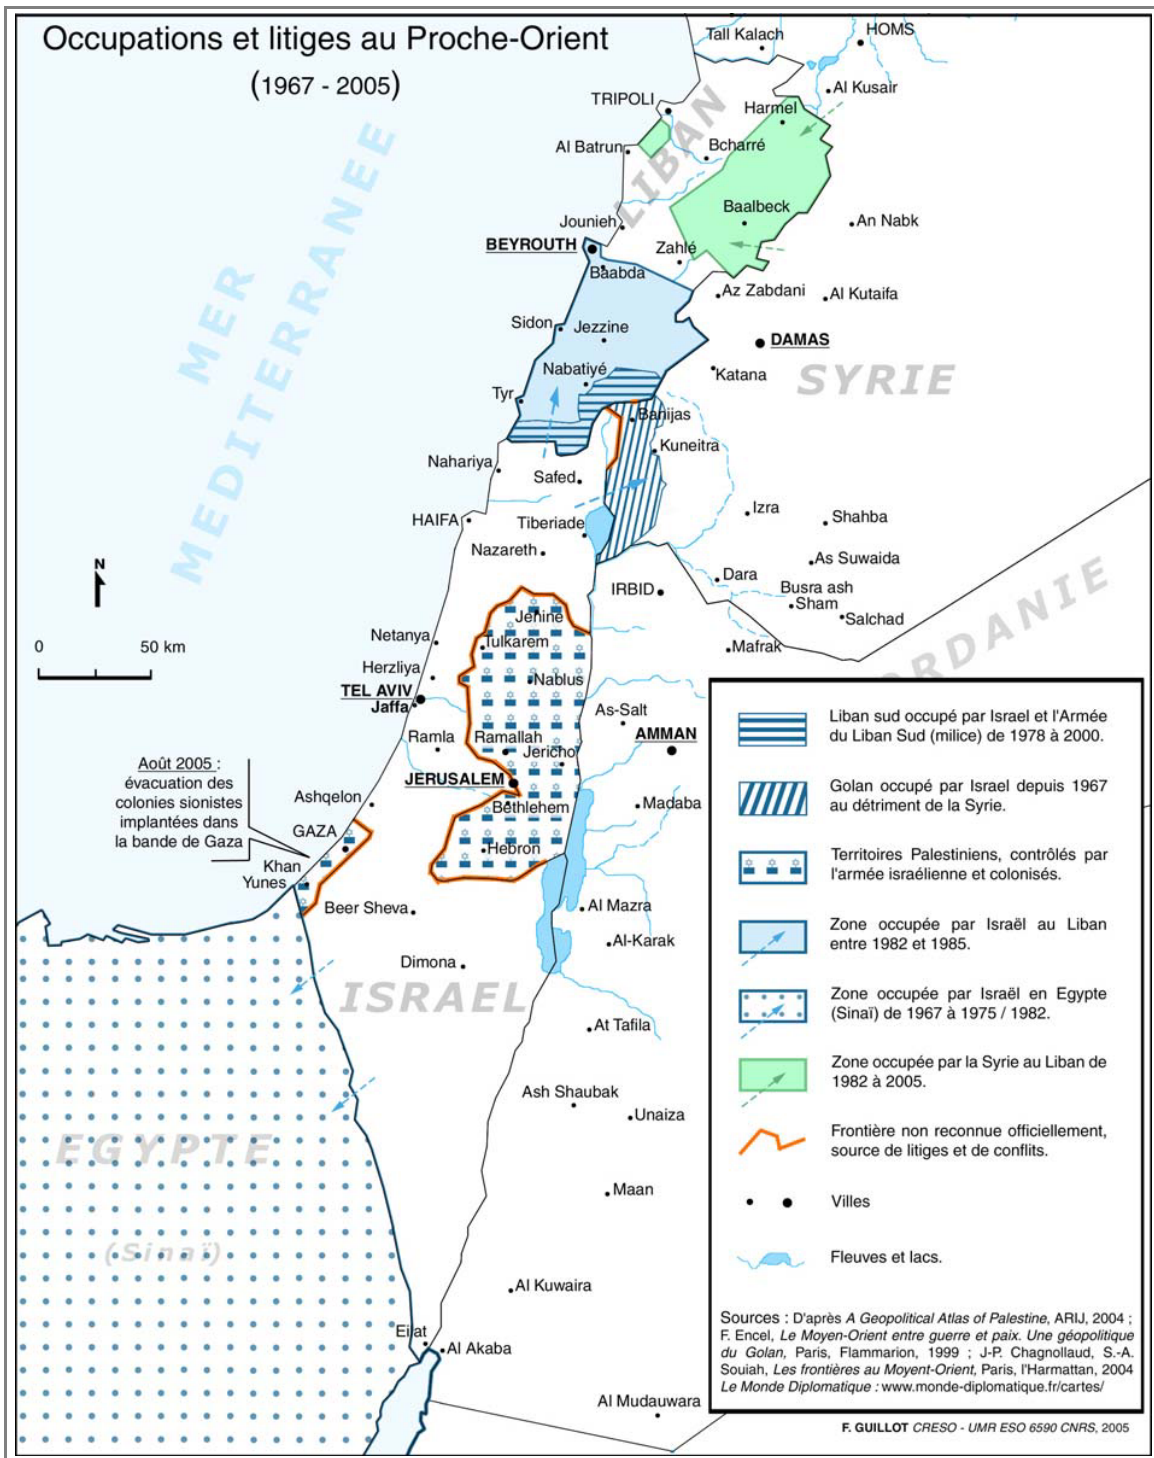 Occupations et litiges au Proche-Orient
(1967 - 2005)
MER
MEDITERRANEE
LIBAN
SYRIE
JORDANIE
ISRAEL
EGYPTE
(Sinaï)
Tall Kalach
HOMS
Al Kusair
TRIPOLI
Harmel
Al Batrun
Bcharré
Baalbeck
An Nabk
Jounieh
BEYROUTH
Zahlé
Baabda
Az Zabdani
Al Kutaifa
Sidon
Jezzine
DAMAS
Nabatiyé
Katana
Tyr
Banijas
Kuneitra
Nahariya
Safed
HAIFA
Tiberiade
Izra
Shahba
Nazareth
As Suwaida
Dara
IRBID
Busra ash
Sham
Salchad
Jenine
Netanya
Tulkarem
Mafrak
Herzliya
Nablus
TEL AVIV
Jaffa
As-Salt
Ramla
Ramallah
AMMAN
Jericho
JERUSALEM
Ashqelon
Bethlehem
Madaba
GAZA
Hebron
Khan
Yunes
Beer Sheva
Al Mazra
Al-Karak
Dimona
At Tafila
Ash Shaubak
Unaiza
Maan
Al Kuwaira
Eilat
Al Akaba
Al Mudauwara
N
0 50 km
Août 2005 :
évacuation des
colonies sionistes
implantées dans
la bande de Gaza
Liban sud occupé par Israel et l'Armée
du Liban Sud (milice) de 1978 à 2000.
Golan occupé par Israel depuis 1967
au détriment de la Syrie.
Territoires Palestiniens, contrôlés par
l'armée israélienne et colonisés.
Zone occupée par Israël au Liban
entre 1982 et 1985.
Zone occupée par Israël en Egypte
(Sinaï) de 1967 à 1975 / 1982.
Zone occupée par la Syrie au Liban de
1982 à 2005.
Frontière non reconnue officiellement,
source de litiges et de conflits.
Villes
Fleuves et lacs.
Sources : D'après A Geopolitical Atlas of Palestine, ARIJ, 2004 ;
F. Encel, Le Moyen-Orient entre guerre et paix. Une géopolitique
du Golan, Paris, Flammarion, 1999 ; J-P. Chagnollaud, S.-A.
Souiah, Les frontières au Moyent-Orient, Paris, l'Harmattan, 2004
Le Monde Diplomatique : www.monde-diplomatique.fr/cartes/
F. GUILLOT CRESO - UMR ESO 6590 CNRS, 2005